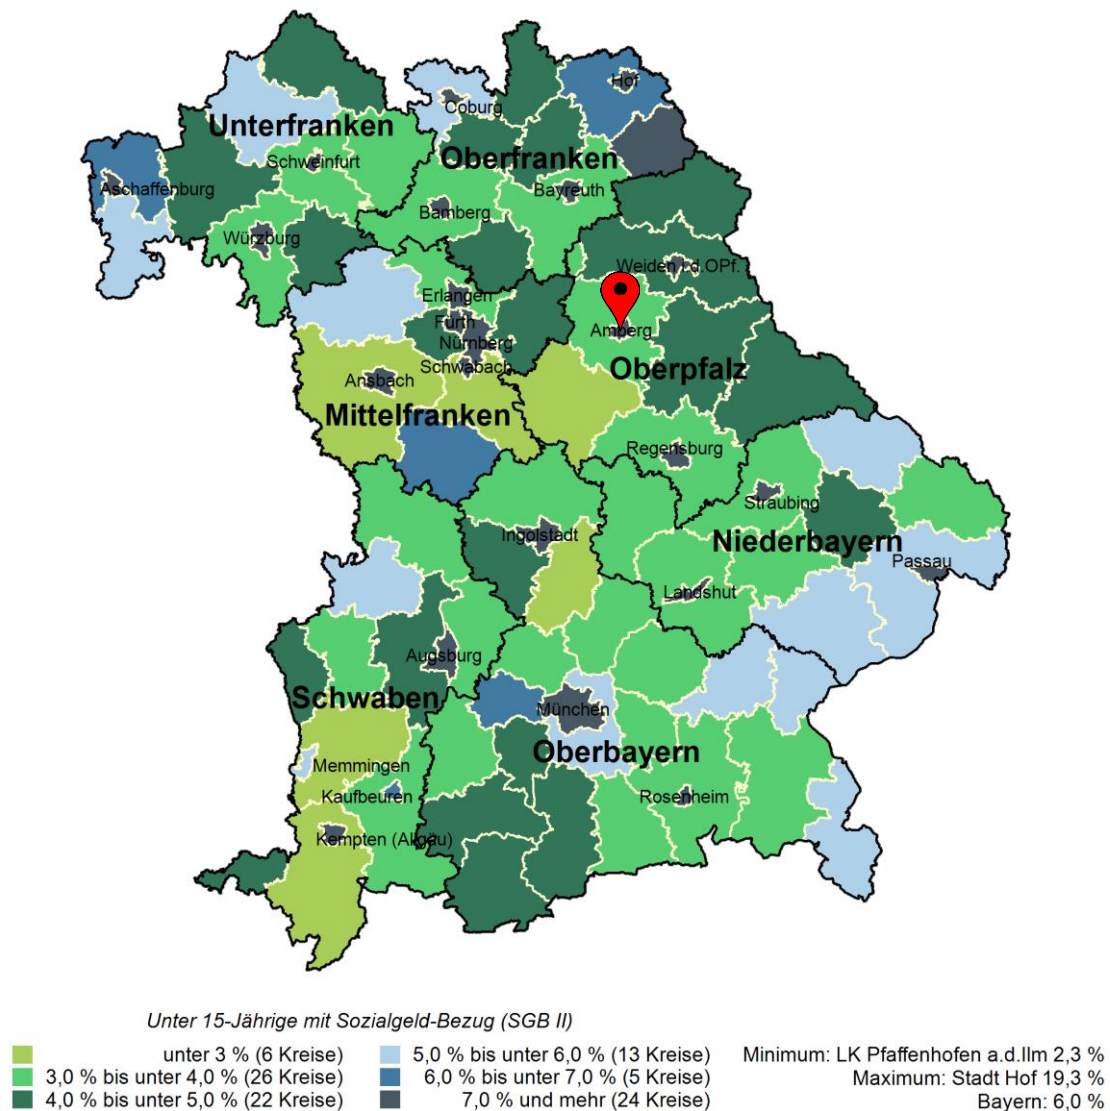 Hof
Coburg
Unterfranken
Oberfranken
Schweinfurt
Aschaffenburg
Bayreuth
Bamberg
Würzburg
Weiden i.d.OPf.
Erlangen
Fürth
Amberg
Nürnberg
Schwabach
Oberpfalz
Ansbach
Mittelfranken
Regensburg
Straubing
Ingolstadt
Niederbayern
Passau
Landshut
Augsburg
Schwaben
München
Oberbayern
Memmingen
Kaufbeuren
Rosenheim
Kempten (Allgäu)
Unter 15-Jährige mit Sozialgeld-Bezug (SGB II)
unter 3 % (6 Kreise)
3,0 % bis unter 4,0 % (26 Kreise)
4,0 % bis unter 5,0 % (22 Kreise)
5,0 % bis unter 6,0 % (13 Kreise)
6,0 % bis unter 7,0 % (5 Kreise)
7,0 % und mehr (24 Kreise)
Minimum: LK Pfaffenhofen a.d.Ilm 2,3 %
Maximum: Stadt Hof 19,3 %
Bayern: 6,0 %